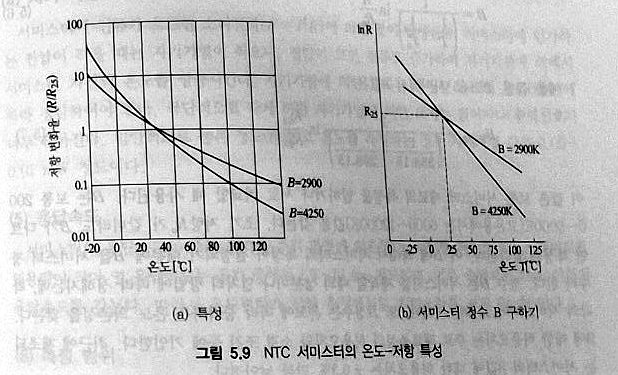 100
10
1
0.1
0.01
저항 변화율 (R/R25)
B=2900
B=4250
-20 0 20 40 60 80 100 120
온도[℃]
(a) 특성
ln R
R25
B = 2900K
B = 4250K
0 -25 0 25 50 75 100 125
온도 T[℃]
(b) 서미스터 정수 B 구하기
그림 5.9 NTC 서미스터의 온도-저항 특성